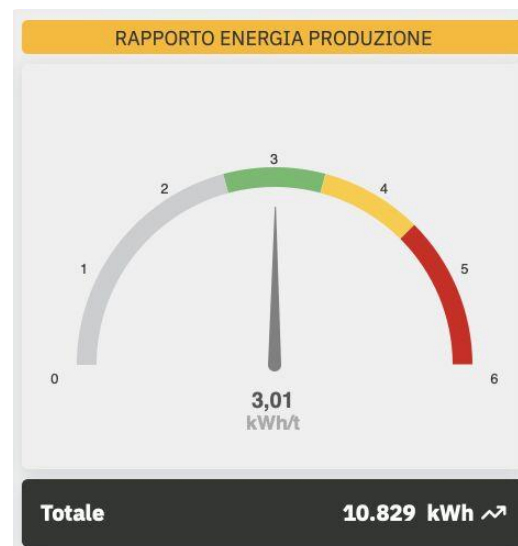 RAPPORTO ENERGIA PRODUZIONE
3
2
4
1
5
0
6
3,01
kWh/t
Totale 10.829 kWh